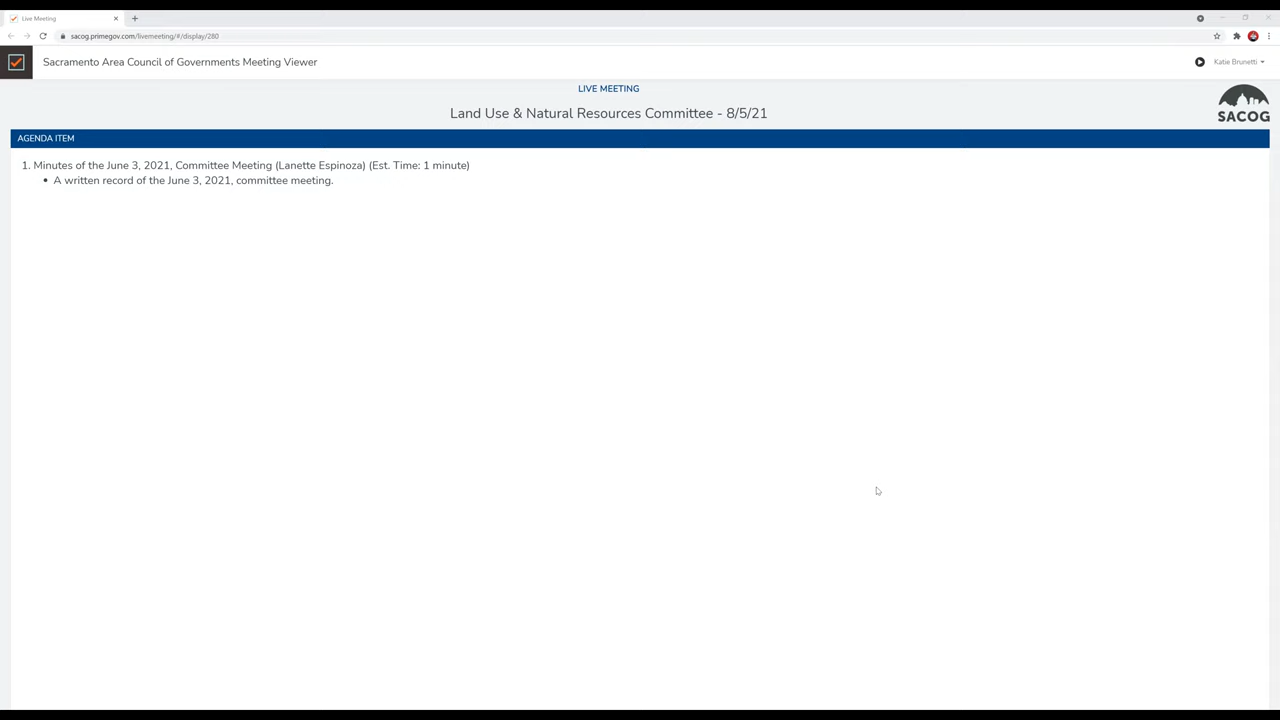 Live Meeting
sacog.primegov.com/livemeeting/#/display/280
Sacramento Area Council of Governments Meeting Viewer
Katie Brunetti
LIVE MEETING
Land Use & Natural Resources Committee - 8/5/21
SACOG
AGENDA ITEM
1. Minutes of the June 3, 2021, Committee Meeting (Lanette Espinoza) (Est. Time: 1 minute)
• A written record of the June 3, 2021, committee meeting.